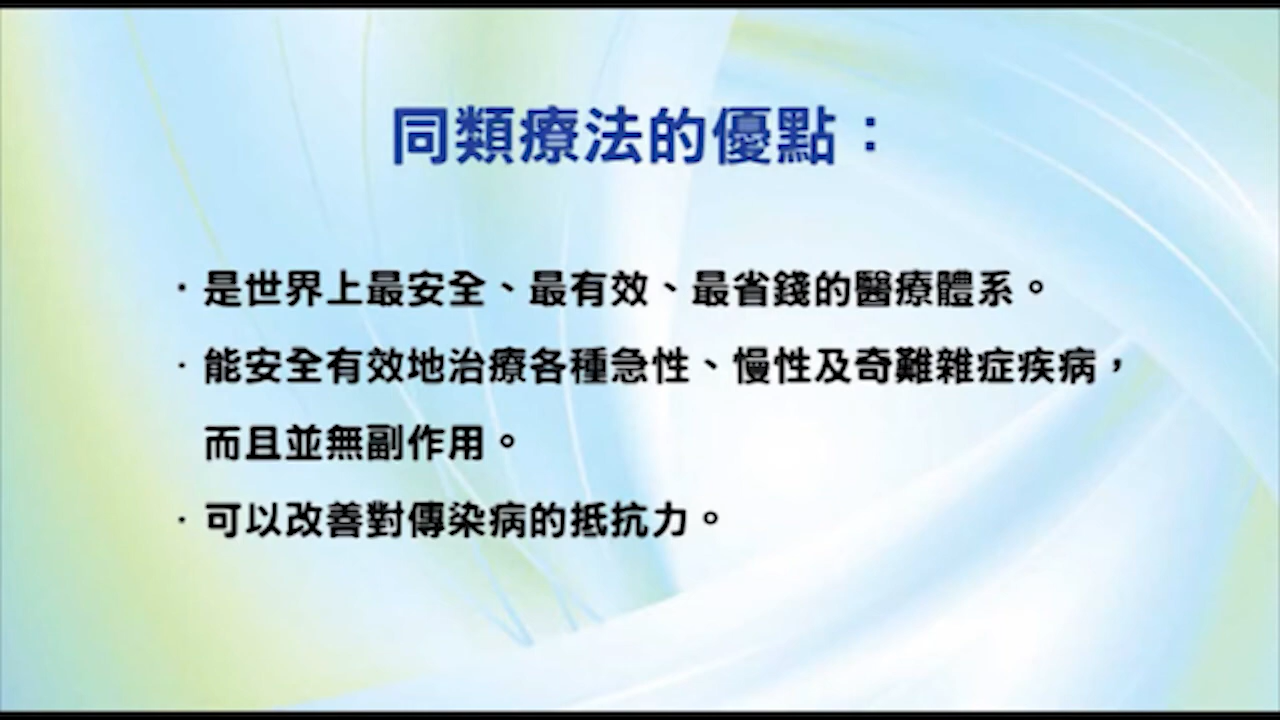 同類療法的優點：
·是世界上最安全、最有效、最省錢的醫療體系。
·能安全有效地治療各種急性、慢性及奇難雜症疾病，
而且並無副作用。
·可以改善對傳染病的抵抗力。